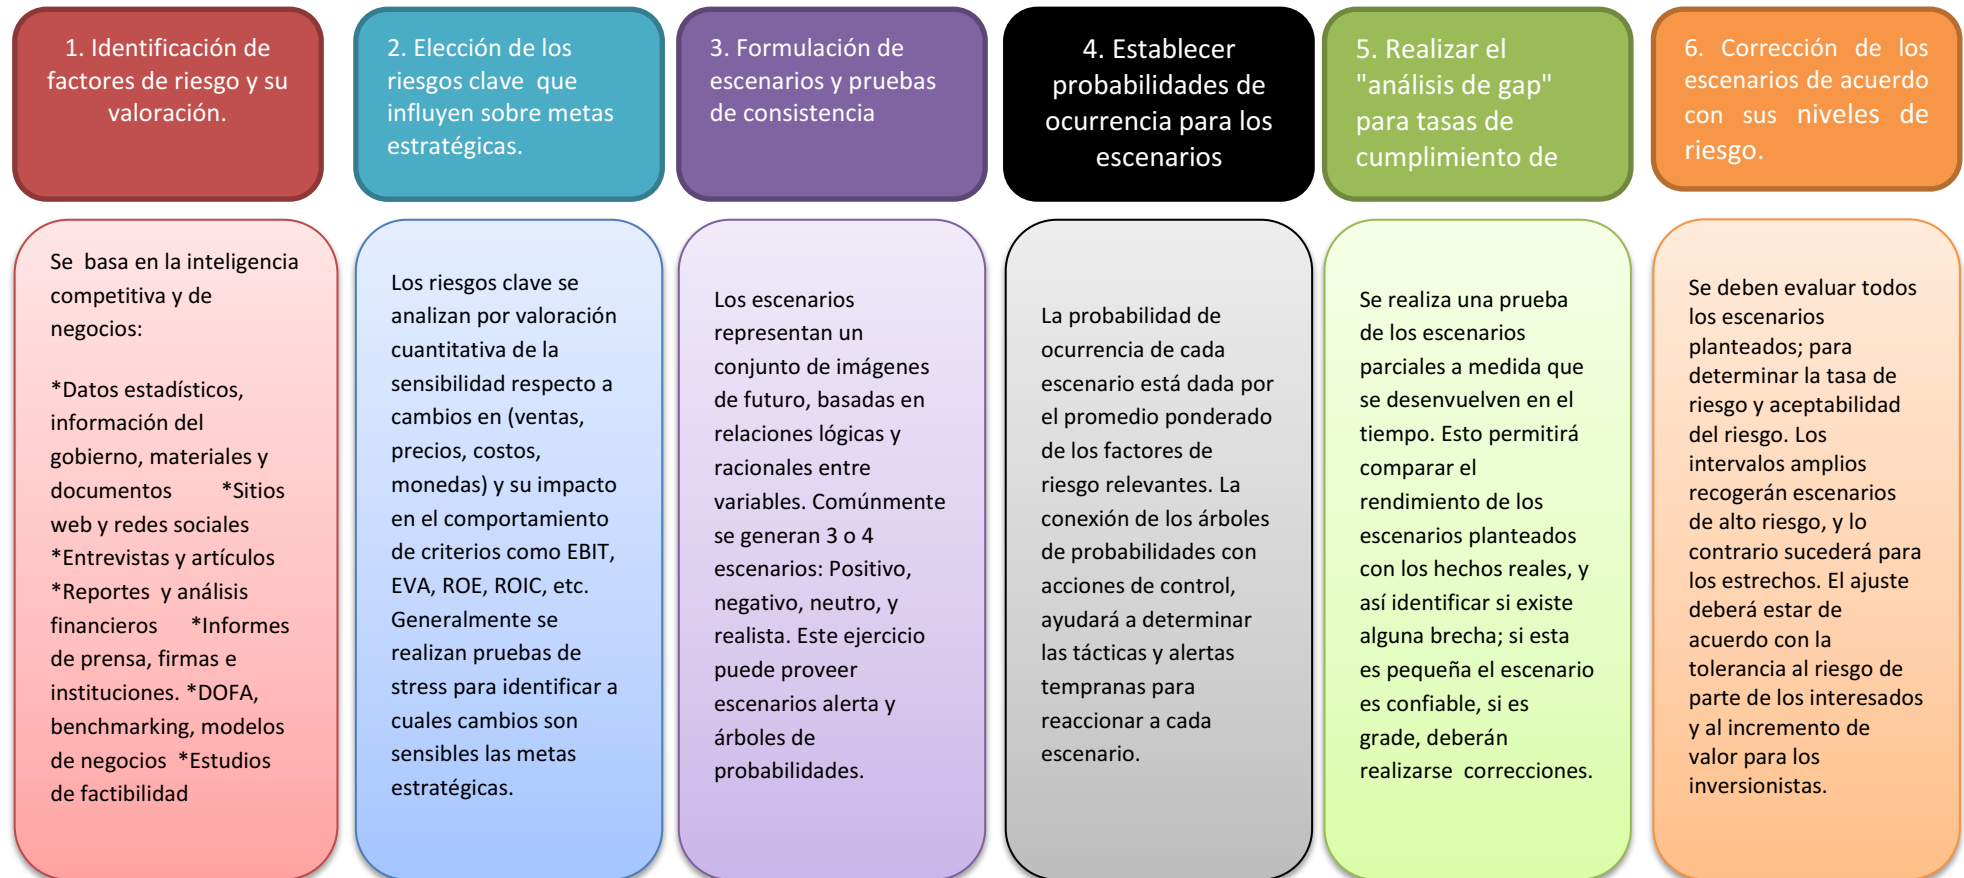 1. Identificación de
factores de riesgo y su
valoración.
2. Elección de los
riesgos clave que
influyen sobre metas
estratégicas.
3. Formulación de
escenarios y pruebas
de consistencia
4. Establecer
probabilidades de
ocurrencia para los
escenarios
5. Realizar el
"análisis de gap"
para tasas de
cumplimiento de
6. Corrección de los
escenarios de acuerdo
con sus niveles de
riesgo.
Se basa en la inteligencia
competitiva y de
negocios:
*Datos estadísticos,
información del
gobierno, materiales y
documentos *Sitios
web y redes sociales
*Entrevistas y artículos
*Reportes y análisis
financieros *Informes
de prensa, firmas e
instituciones. *DOFA,
benchmarking, modelos
de negocios *Estudios
de factibilidad
Los riesgos clave se
analizan por valoración
cuantitativa de la
sensibilidad respecto a
cambios en (ventas,
precios, costos,
monedas) y su impacto
en el comportamiento
de criterios como EBIT,
EVA, ROE, ROIC, etc.
Generalmente se
realizan pruebas de
stress para identificar a
cuales cambios son
sensibles las metas
estratégicas.
Los escenarios
representan un
conjunto de imágenes
de futuro, basadas en
relaciones lógicas y
racionales entre
variables. Comúnmente
se generan 3 o 4
escenarios: Positivo,
negativo, neutro, y
realista. Este ejercicio
puede proveer
escenarios alerta y
árboles de
probabilidades.
La probabilidad de
ocurrencia de cada
escenario está dada por
el promedio ponderado
de los factores de
riesgo relevantes. La
conexión de los árboles
de probabilidades con
acciones de control,
ayudará a determinar
las tácticas y alertas
tempranas para
reaccionar a cada
escenario.
Se realiza una prueba
de los escenarios
parciales a medida que
se desenvuelven en el
tiempo. Esto permitirá
comparar el
rendimiento de los
escenarios planteados
con los hechos reales, y
así identificar si existe
alguna brecha; si esta
es pequeña el escenario
es confiable, si es
grade, deberán
realizarse correcciones.
Se deben evaluar todos
los escenarios
planteados; para
determinar la tasa de
riesgo y aceptabilidad
del riesgo. Los
intervalos amplios
recogerán escenarios
de alto riesgo, y lo
contrario sucederá para
los estrechos. El ajuste
deberá estar de
acuerdo con la
tolerancia al riesgo de
parte de los interesados
y al incremento de
valor para los
inversionistas.